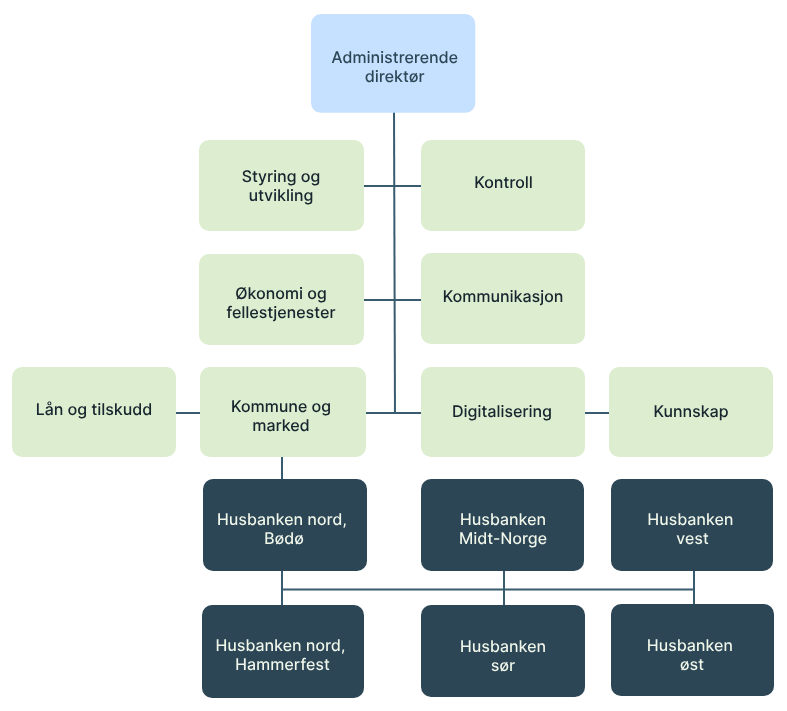 Administrerende
direktør
Styring og
utvikling
Kontroll
Økonomi og
fellestjenester
Kommunikasjon
Lån og tilskudd
Kommune og
marked
Digitalisering
Kunnskap
Husbanken nord,
Bødø
Husbanken
Midt-Norge
Husbanken
vest
Husbanken nord,
Hammerfest
Husbanken
sør
Husbanken
øst